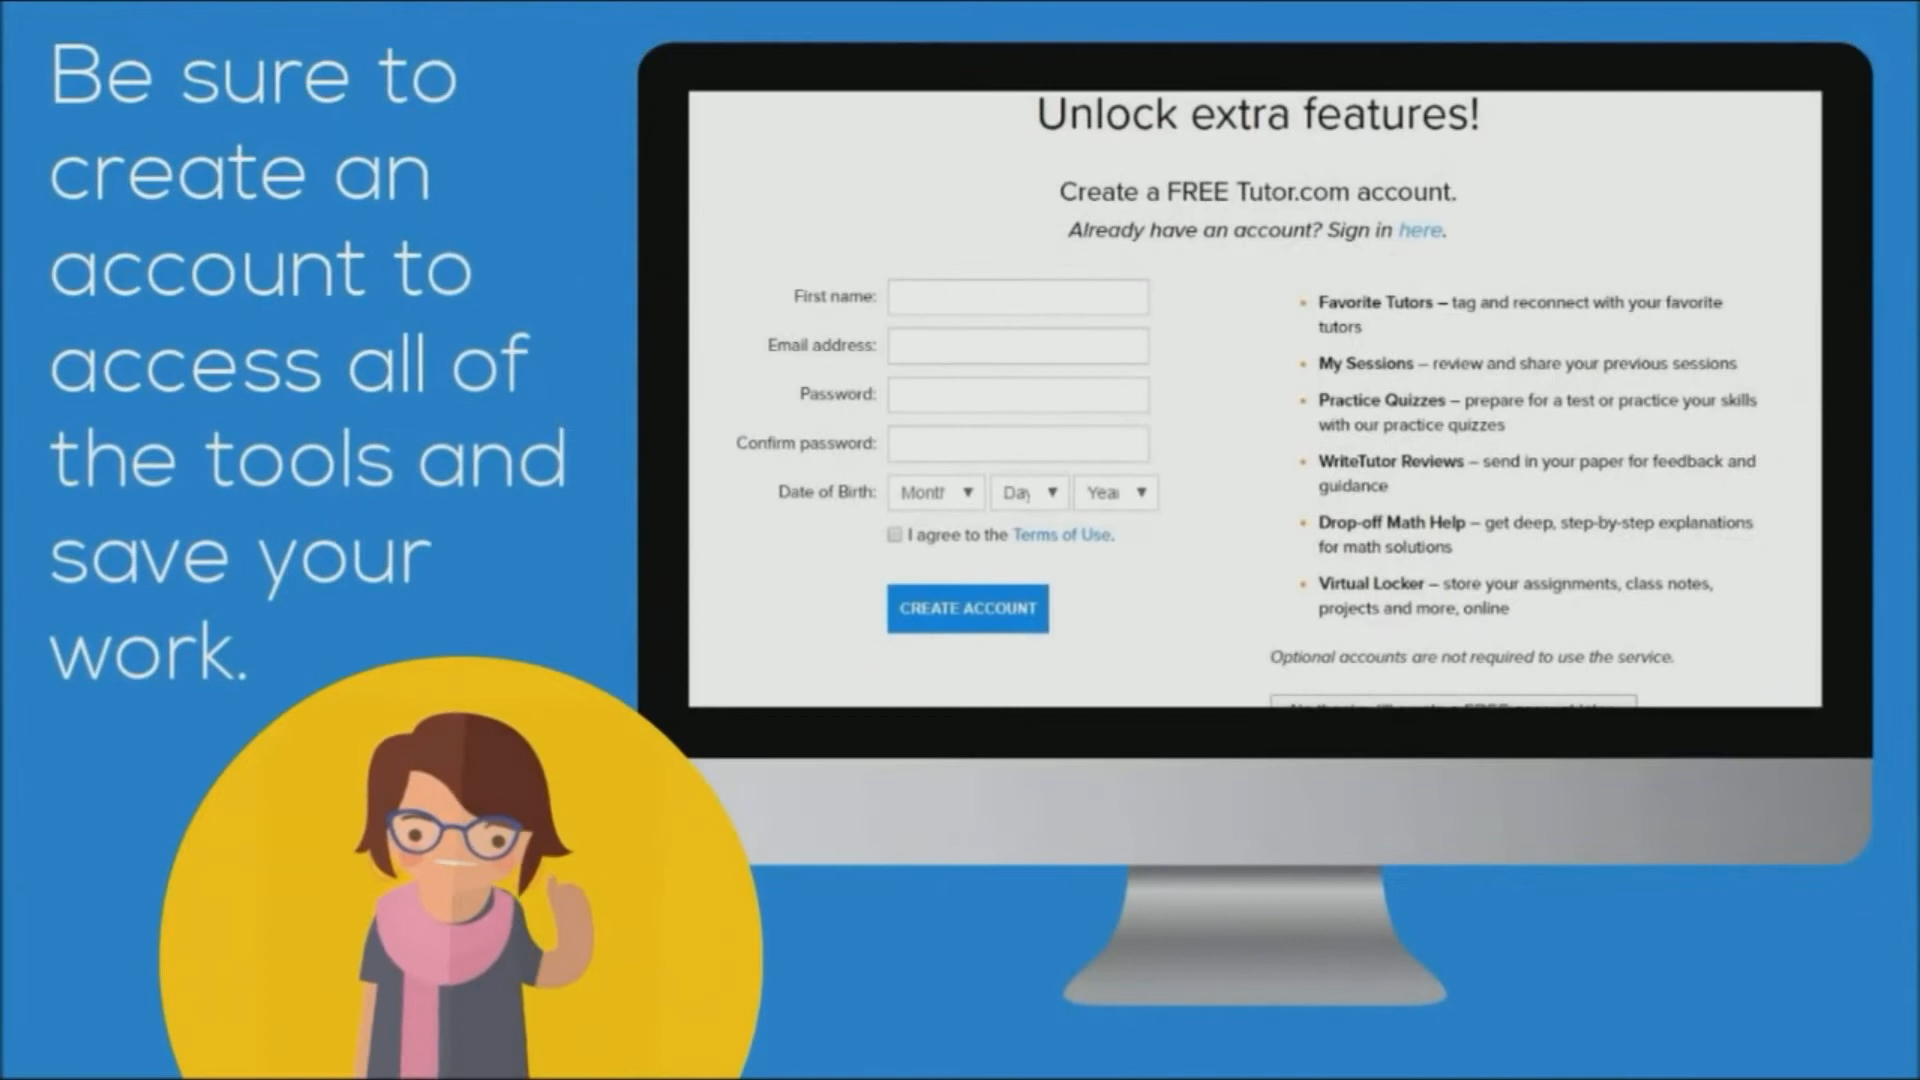 Be sure to
create an
account to
access all of
the tools and
save your
work.
Unlock extra features!
Create a FREE Tutor.com account.
Already have an account? Sign in here.
First name:
Email address:
Password:
Confirm password:
Date of Birth:
Day
I agree to the Terms of Use.
CREATE ACCOUNT
Favorite Tutors – tag and reconnect with your favorite
tutors
My Sessions – review and share your previous sessions
Practice Quizzes – prepare for a test or practice your skills
with our practice quizzes
WriteTutor Reviews – send in your paper for feedback and
guidance
Drop-off Math Help – get deep, step-by-step explanations
for math solutions
Virtual Locker – store your assignments, class notes,
projects and more, online
Optional accounts are not required to use the service.